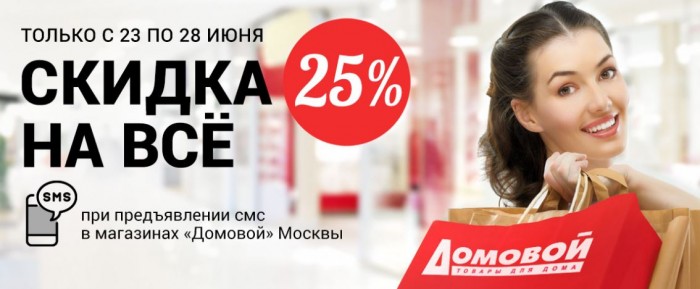 ТОЛЬКО С 23 ПО 28 ИЮНЯ
СКИДКА
25%
НА ВСЁ
SMS
при предъявлении смс
в магазинах «Домовой» Москвы
ДОМОВОЙ
ТОВАРЫ ДЛЯ ДОМА